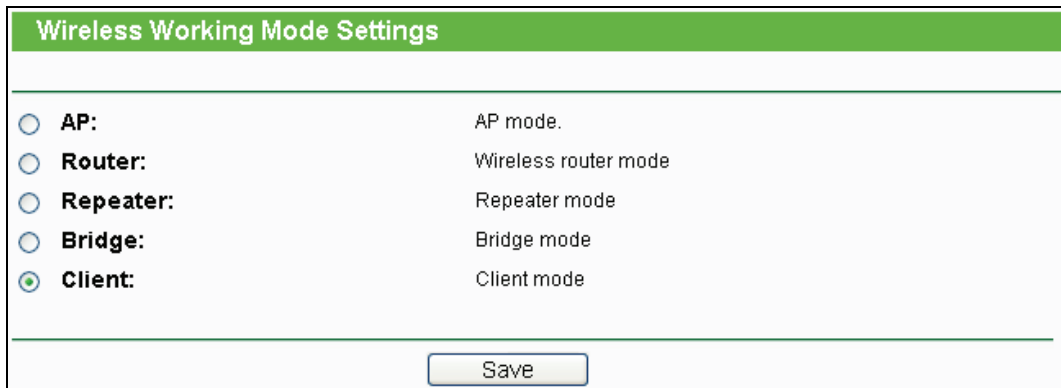 Wireless Working Mode Settings
AP: AP mode.
Router: Wireless router mode
Repeater: Repeater mode
Bridge: Bridge mode
Client: Client mode
Save